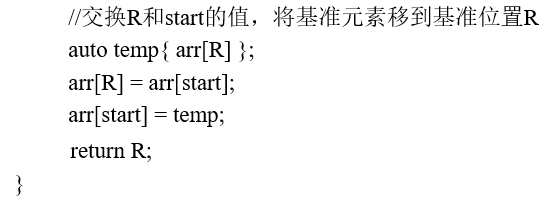 //交换R和start的值，将基准元素移到基准位置R
auto temp{ arr[R] };
arr[R] = arr[start];
arr[start] = temp;
return R;
}